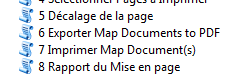 4 Sélectionner Pages à Imprimer
5 Décalage de la page
6 Exporter Map Documents to PDF
7 Imprimer Map Document(s)
8 Rapport du Mise en page